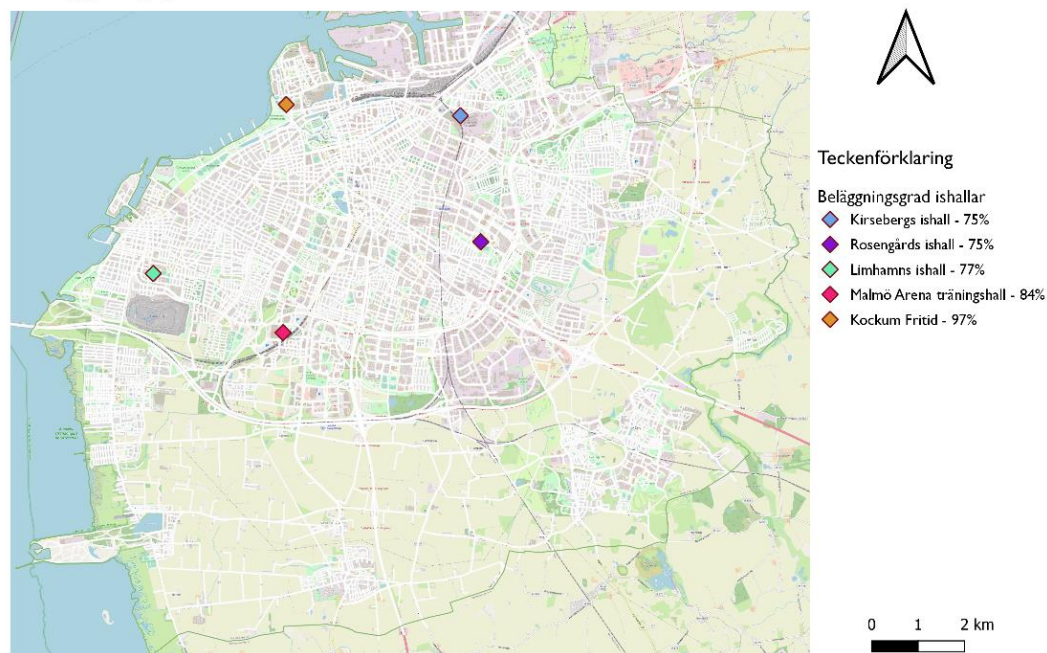 Teckenförklaring
Beläggningsgrad ishallar
Kirsebergs ishall - 75%
Rosengårds ishall - 75%
Limhamns ishall - 77%
Malmö Arena träningshall - 84%
Kockum Fritid - 97%
0 1 2 km